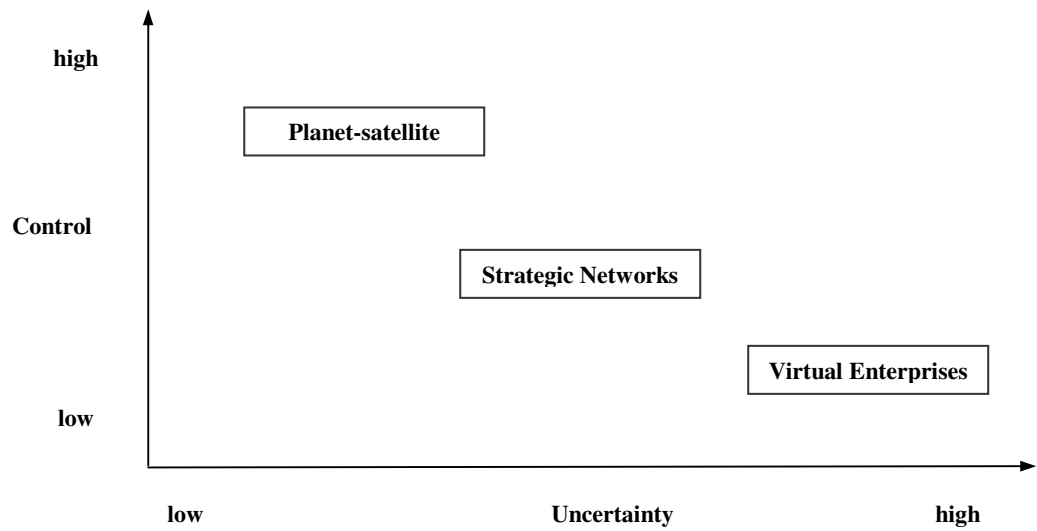 high
Planet-satellite
Control
Strategic Networks
Virtual Enterprises
low
low Uncertainty high